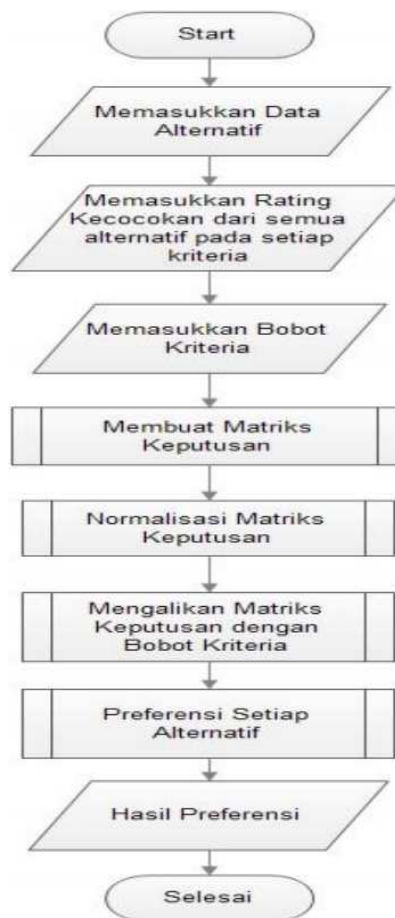 Start
Memasukkan Data
Alternatif
Memasukkan Rating
Kecocokan dari semua
alternatif pada setiap
kriteria
Memasukkan Bobot
Kriteria
Membuat Matriks
Keputusan
Normalisasi Matriks
Keputusan
Mengalikan Matriks
Keputusan dengan
Bobot Kriteria
Preferensi Setiap
Alternatif
Hasil Preferensi
Selesai